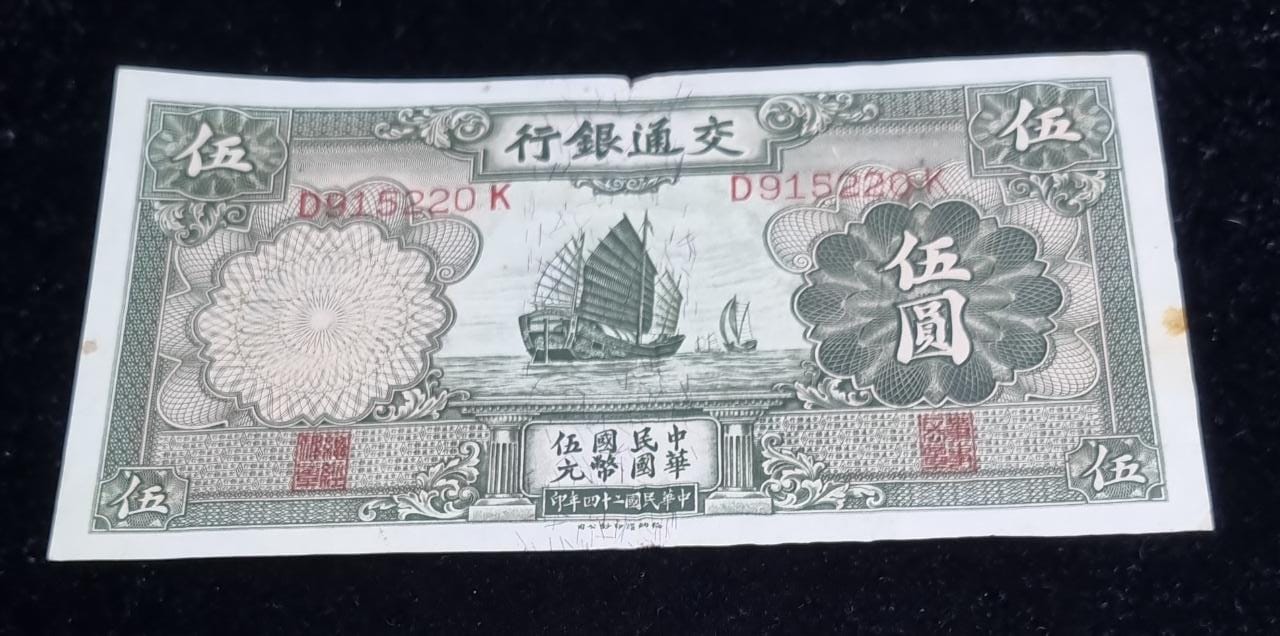 伍
交通銀行
伍
D915220 K
D915220 K
伍圓
中華
民國
國幣
伍元
伍
中華民國二十四年印
伍